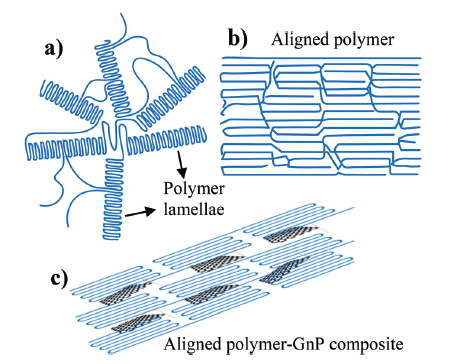 a)
b)
Aligned polymer
Polymer
lamellae
c)
Aligned polymer-GnP composite